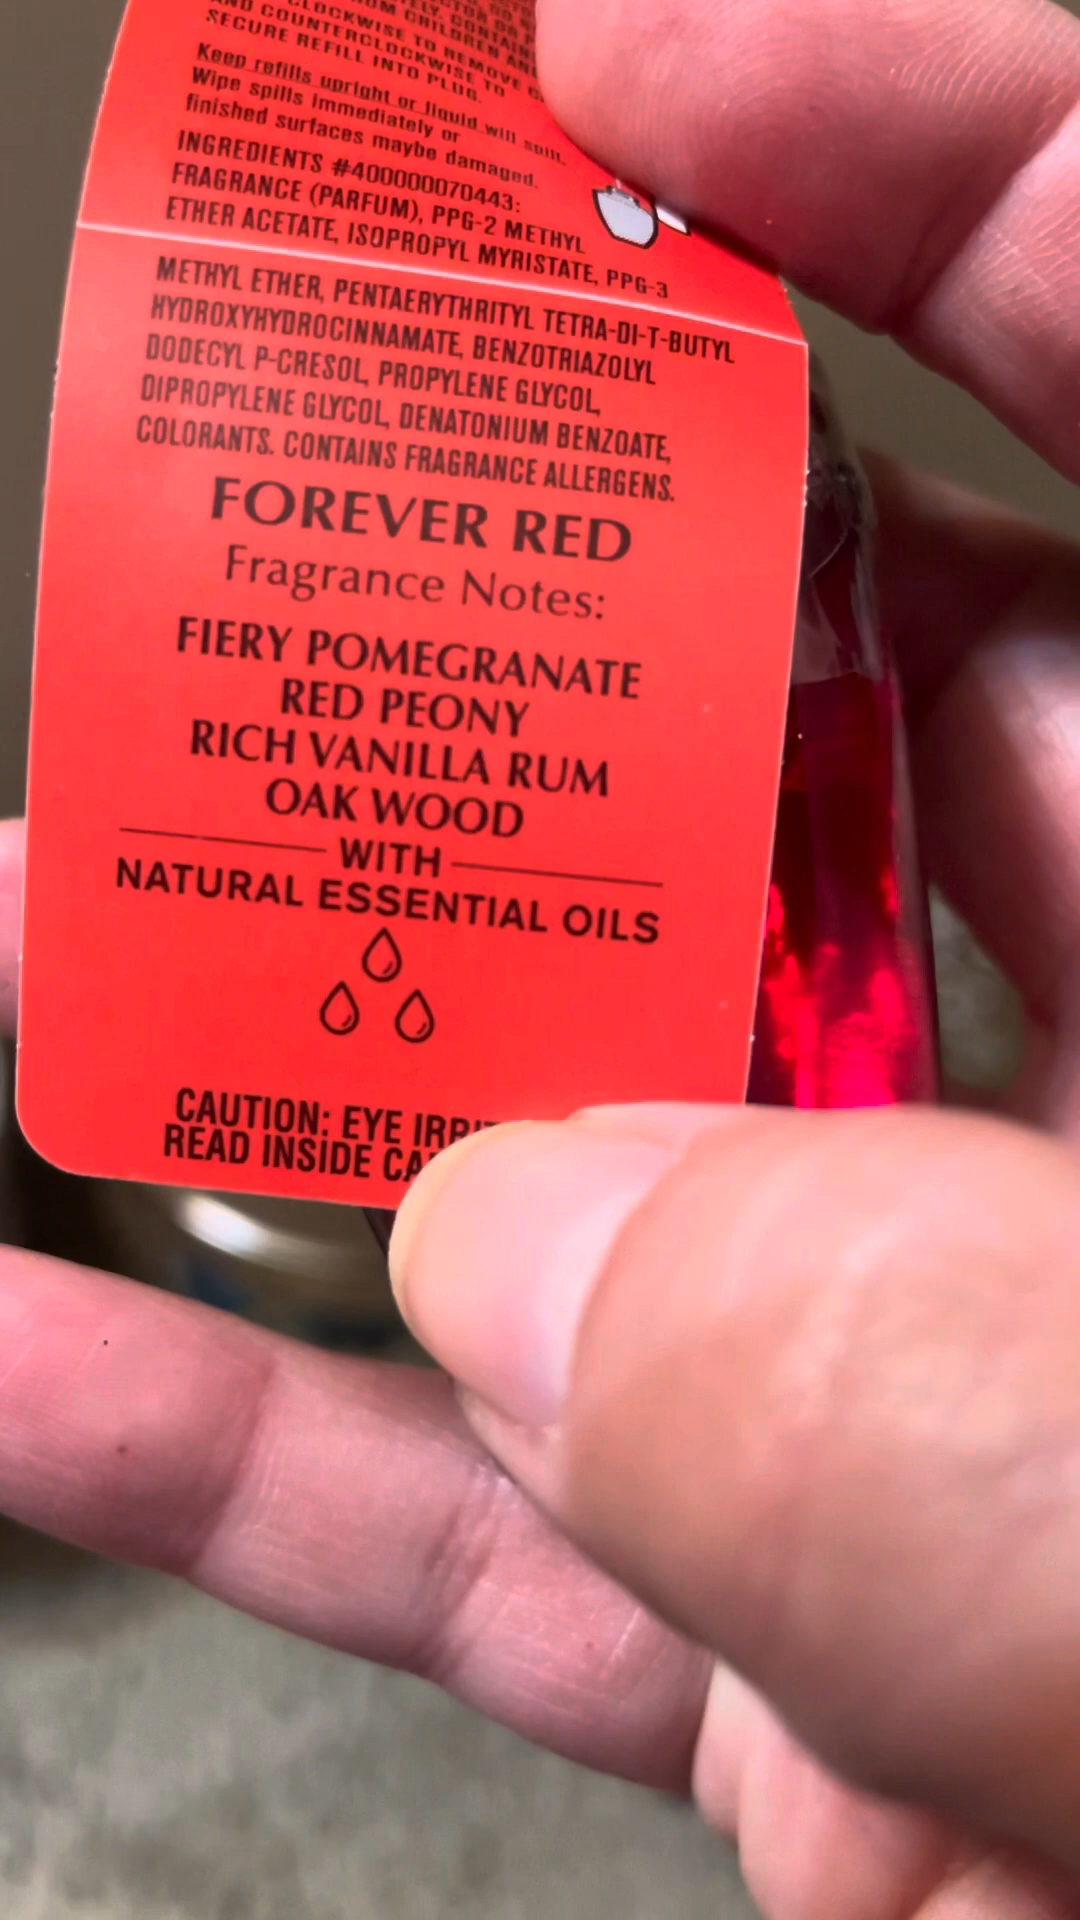 CLOCKWISE TO REMOVE
AND COUNTERCLOCKWISE TO
SECURE REFILL INTO PLUG.
Keep refills upright or liquid will spill.
Wipe spills immediately or
finished surfaces maybe damaged.
INGREDIENTS #400000070443:
FRAGRANCE (PARFUM), PPG-2 METHYL
ETHER ACETATE, ISOPROPYL MYRISTATE, PPG-3
METHYL ETHER, PENTAERYTHRITYL TETRA-DI-T-BUTYL
HYDROXYHYDROCINNAMATE, BENZOTRIAZOLYL
DODECYL P-CRESOL, PROPYLENE GLYCOL,
DIPROPYLENE GLYCOL, DENATONIUM BENZOATE,
COLORANTS. CONTAINS FRAGRANCE ALLERGENS.
FOREVER RED
Fragrance Notes:
FIERY POMEGRANATE
RED PEONY
RICH VANILLA RUM
OAK WOOD
WITH
NATURAL ESSENTIAL OILS
CAUTION: EYE
READ INSIDE